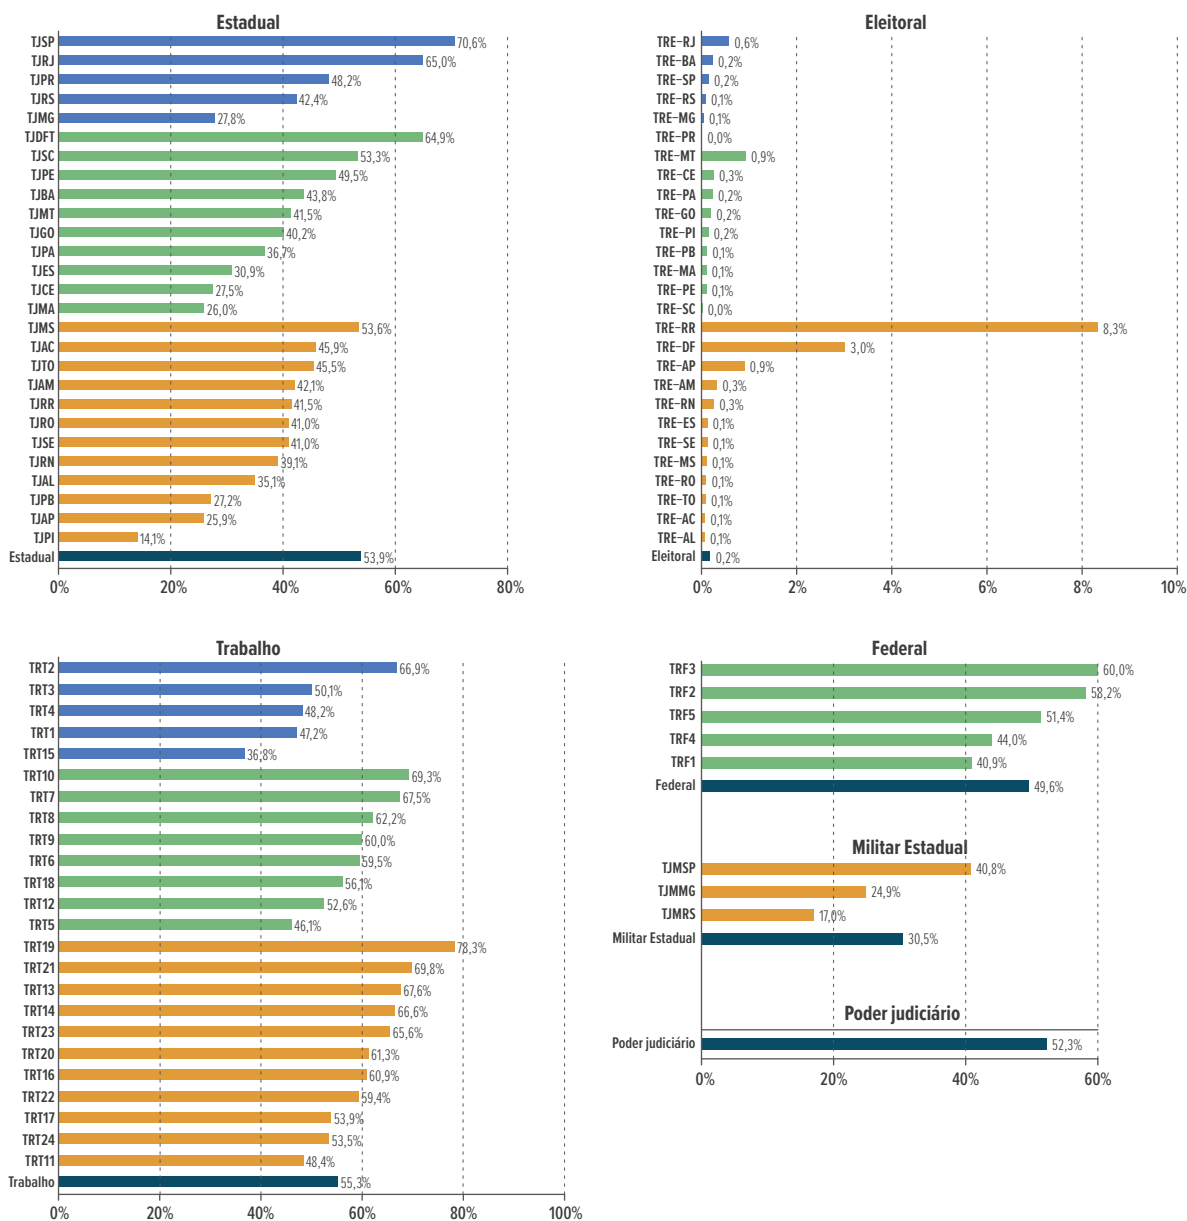 Estadual
TJSP 70,6%
TJRJ 65,0%
TJPR 48,2%
TJRS 42,4%
TJMG 27,8%
TJDFT 64,9%
TJSC 53,3%
TJPE 49,5%
TJBA 43,8%
TJMT 41,5%
TJGO 40,2%
TJPA 36,7%
TJES 30,9%
TJCE 27,5%
TJMA 26,0%
TJMS 53,6%
TJAC 45,9%
TJTO 45,5%
TJAM 42,1%
TJRR 41,5%
TJRO 41,0%
TJSE 41,0%
TJRN 39,1%
TJAL 35,1%
TJPB 27,2%
TJAP 25,9%
TJPI 14,1%
Estadual 53,9%
0% 20% 40% 60% 80%
Eleitoral
TRE-RJ 0,6%
TRE-BA 0,2%
TRE-SP 0,2%
TRE-RS 0,1%
TRE-MG 0,1%
TRE-PR 0,0%
TRE-MT 0,9%
TRE-CE 0,3%
TRE-PA 0,2%
TRE-GO 0,2%
TRE-PI 0,2%
TRE-PB 0,1%
TRE-MA 0,1%
TRE-PE 0,1%
TRE-SC 0,0%
TRE-RR 8,3%
TRE-DF 3,0%
TRE-AP 0,9%
TRE-AM 0,3%
TRE-RN 0,3%
TRE-ES 0,1%
TRE-SE 0,1%
TRE-MS 0,1%
TRE-RO 0,1%
TRE-TO 0,1%
TRE-AC 0,1%
TRE-AL 0,1%
Eleitoral 0,2%
0% 2% 4% 6% 8% 10%
Trabalho
TRT2 66,9%
TRT3 50,1%
TRT4 48,2%
TRT1 47,2%
TRT15 36,8%
TRT10 69,3%
TRT7 67,5%
TRT8 62,2%
TRT9 60,0%
TRT6 59,5%
TRT18 56,1%
TRT12 52,6%
TRT5 46,1%
TRT19 78,3%
TRT21 69,8%
TRT13 67,6%
TRT14 66,6%
TRT23 65,6%
TRT20 61,3%
TRT16 60,9%
TRT22 59,4%
TRT17 53,9%
TRT24 53,5%
TRT11 48,4%
Trabalho 55,3%
0% 20% 40% 60% 80% 100%
Federal
TRF3 60,0%
TRF2 58,2%
TRF5 51,4%
TRF4 44,0%
TRF1 40,9%
Federal 49,6%
Militar Estadual
TJMSP 40,8%
TJMMG 24,9%
TJMRS 17,0%
Militar Estadual 30,5%
Poder judiciário
Poder judiciário 52,3%
0% 20% 40% 60%